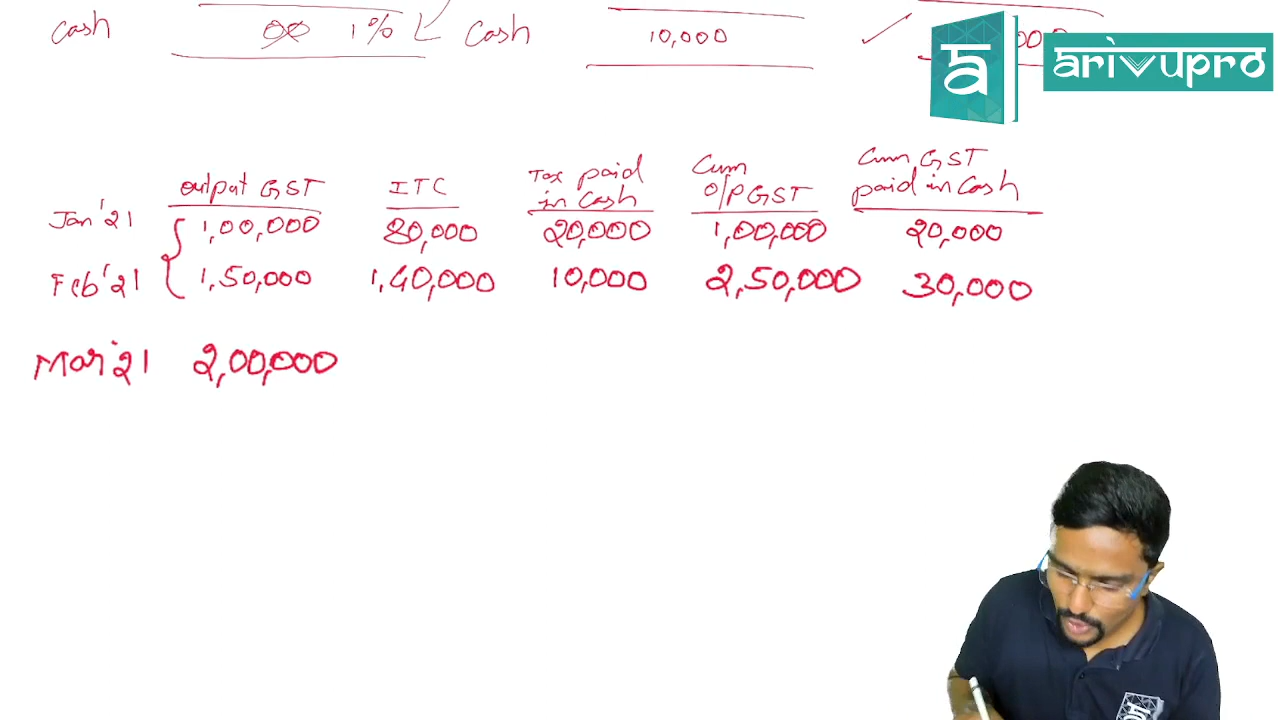 Cash 00 1% Cash 10,000
arivupro
Output GST ITC Tax paid in Cash Cum O/P GST Cum GST paid in Cash
Jan'21 1,00,000 80,000 20,000 1,00,000 20,000
Feb'21 1,50,000 1,40,000 10,000 2,50,000 30,000
Mar'21 2,00,000